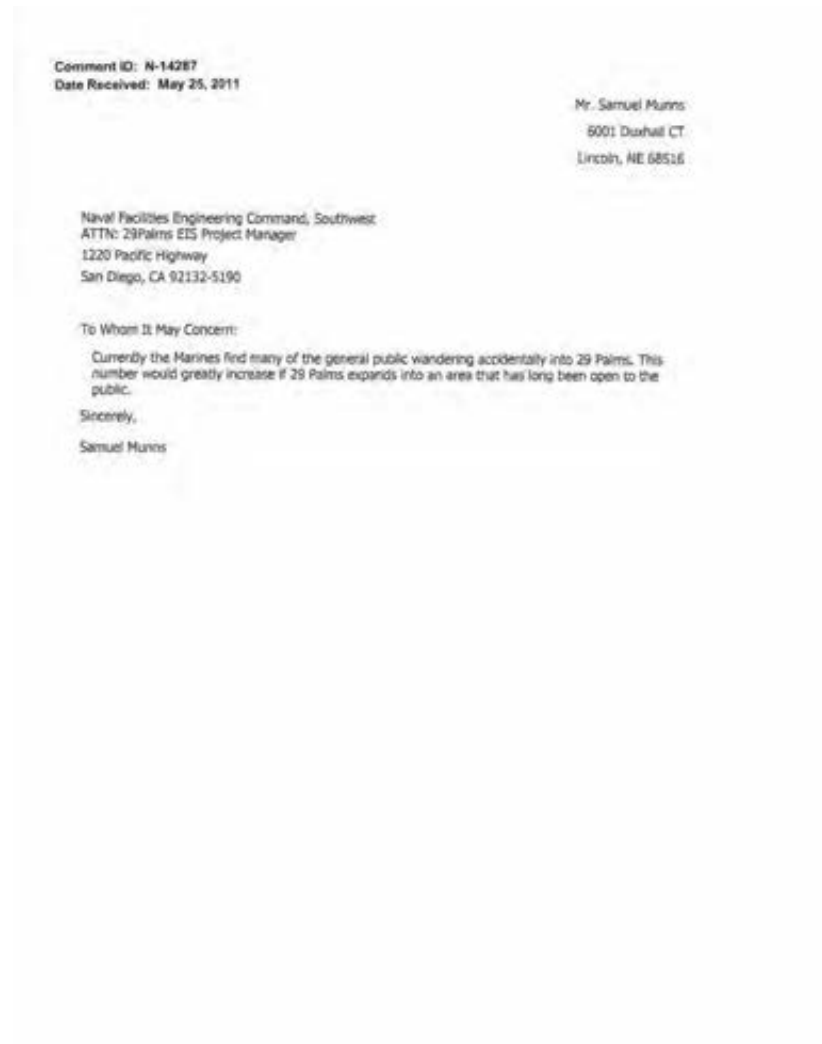 Comment ID: N-14287
Date Received: May 25, 2011
Mr. Samuel Munns
6001 Duxhall CT
Lincoln, NE 68516
Naval Facilities Engineering Command, Southwest
ATTN: 29Palms EIS Project Manager
1220 Pacific Highway
San Diego, CA 92132-5190
To Whom It May Concern:
Currently the Marines find many of the general public wandering accidentally into 29 Palms. This
number would greatly increase if 29 Palms expands into an area that has long been open to the
public.
Sincerely,
Samuel Munns